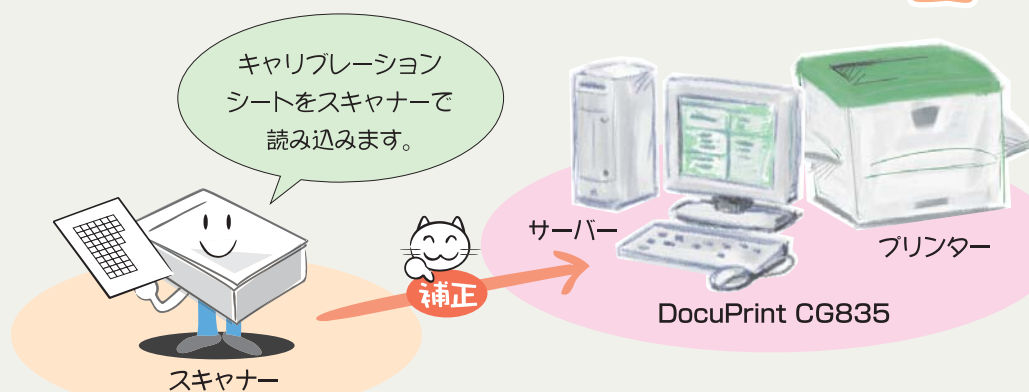 キャリブレーション
シートをスキャナーで
読み込みます。
サーバー
プリンター
補正
DocuPrint CG835
スキャナー